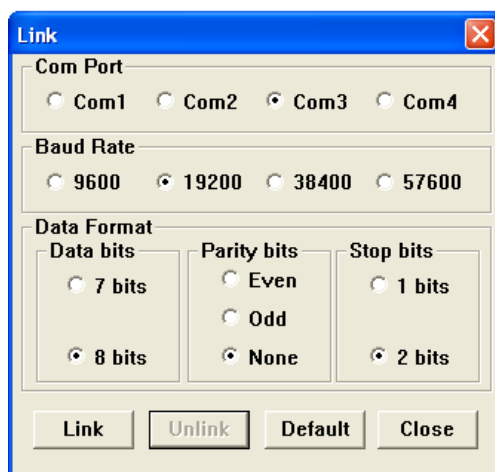 Link
Com Port
Com1 Com2 Com3 Com4
Baud Rate
9600 19200 38400 57600
Data Format
Data bits Parity bits Stop bits
7 bits Even 1 bits
Odd
8 bits None 2 bits
Link Unlink Default Close